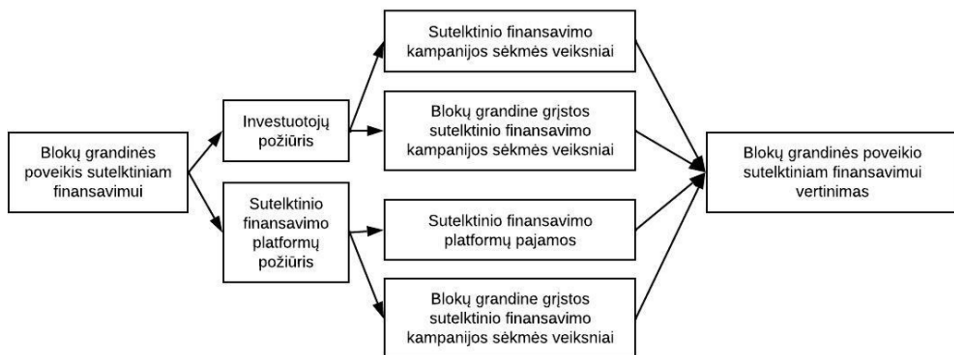 Blokų grandinės
poveikis sutelktiniam
finansavimui
Investuotojų
požiūris
Sutelktinio
finansavimo
platformų
požiūris
Sutelktinio finansavimo
kampanijos sėkmės veiksniai
Blokų grandine grįstos
sutelktinio finansavimo
kampanijos sėkmės veiksniai
Sutelktinio finansavimo
platformų pajamos
Blokų grandine grįstos
sutelktinio finansavimo
kampanijos sėkmės veiksniai
Blokų grandinės poveikio
sutelktiniam finansavimui
vertinimas